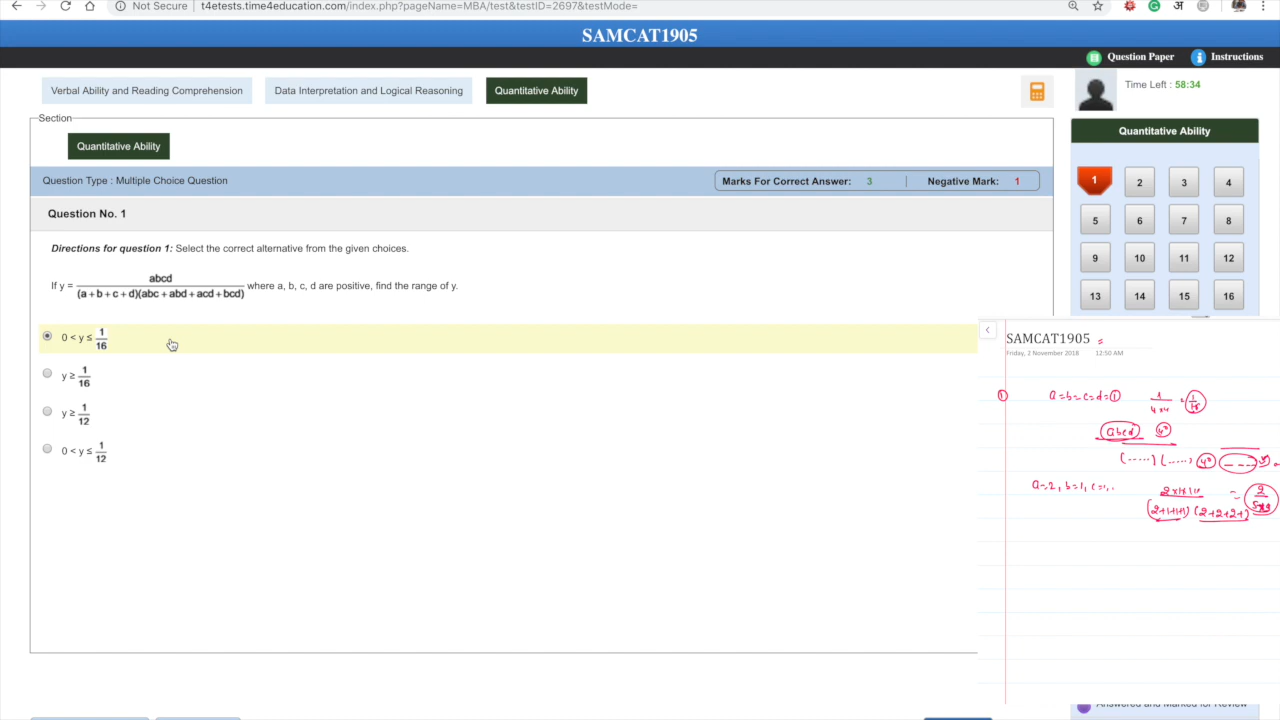 Not Secure | t4etests.time4education.com/index.php?pageName=MBA/test&testID=2697&testMode=
SAMCAT1905
Question Paper
Instructions
Verbal Ability and Reading Comprehension
Data Interpretation and Logical Reasoning
Quantitative Ability
Time Left : 58:34
Section
Quantitative Ability
Quantitative Ability
Question Type : Multiple Choice Question
Marks For Correct Answer: 3 | Negative Mark: 1
1 2 3 4
Question No. 1
5 6 7 8
Directions for question 1: Select the correct alternative from the given choices.
9 10 11 12
abcd
If y = where a, b, c, d are positive, find the range of y.
(a+b+c+d)(abc+abd+acd+bcd)
13 14 15 16
0 < y ≤ 1/16
y ≥ 1/16
y ≥ 1/12
0 < y ≤ 1/12
SAMCAT1905 =
Friday, 2 November 2018 12:50 AM
① a=b=c=d=① 1/4×4 = 1/16
abcd
(.....) (.....)
a=2, b=1, c=1,..
(2+1+1+1) (2+2+2+1)
Answered and Marked for Review